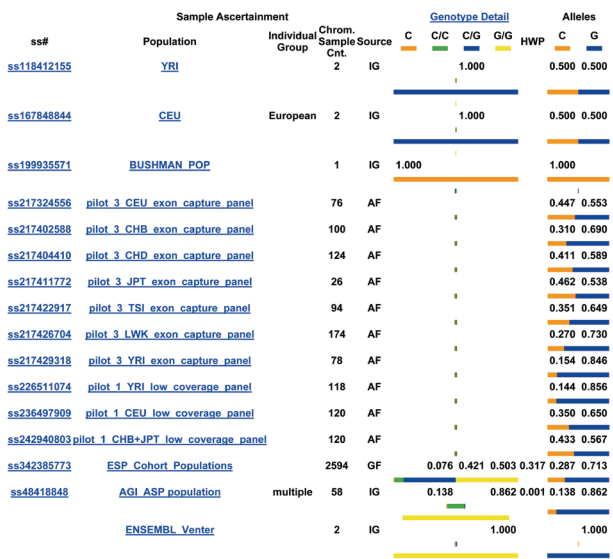 Sample Ascertainment Genotype Detail Alleles
ss# Population Individual Group Chrom. Sample Cnt. Source C C/C C/G G/G HWP C G
ss118412155 YRI 2 IG 1.000 0.500 0.500
ss167848844 CEU European 2 IG 1.000 0.500 0.500
ss199935571 BUSHMAN_POP 1 IG 1.000 1.000
ss217324556 pilot_3_CEU_exon_capture_panel 76 AF 0.447 0.553
ss217402588 pilot_3_CHB_exon_capture_panel 100 AF 0.310 0.690
ss217404410 pilot_3_CHD_exon_capture_panel 124 AF 0.411 0.589
ss217411772 pilot_3_JPT_exon_capture_panel 26 AF 0.462 0.538
ss217422917 pilot_3_TSI_exon_capture_panel 94 AF 0.351 0.649
ss217426704 pilot_3_LWK_exon_capture_panel 174 AF 0.270 0.730
ss217429318 pilot_3_YRI_exon_capture_panel 78 AF 0.154 0.846
ss226511074 pilot_1_YRI_low_coverage_panel 118 AF 0.144 0.856
ss236497909 pilot_1_CEU_low_coverage_panel 120 AF 0.350 0.650
ss242940803 pilot_1_CHB+JPT_low_coverage_panel 120 AF 0.433 0.567
ss342385773 ESP_Cohort_Populations 2594 GF 0.076 0.421 0.503 0.317 0.287 0.713
ss48418848 AGI_ASP population multiple 58 IG 0.138 0.862 0.001 0.138 0.862
ENSEMBL_Venter 2 IG 1.000 1.000